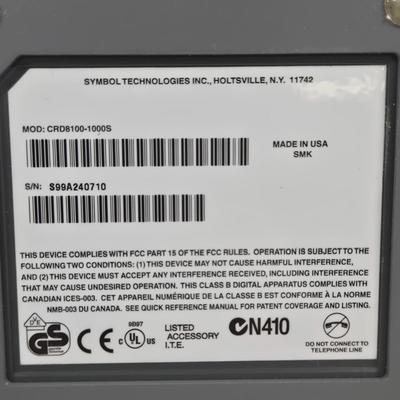 SYMBOL TECHNOLOGIES INC., HOLTSVILLE, N.Y. 11742
MOD: CRD8100-1000S
MADE IN USA
SMK
S/N: S99A240710
THIS DEVICE COMPLIES WITH FCC PART 15 OF THE FCC RULES. OPERATION IS SUBJECT TO THE
FOLLOWING TWO CONDITIONS: (1) THIS DEVICE MAY NOT CAUSE HARMFUL INTERFERENCE,
AND (2) THIS DEVICE MUST ACCEPT ANY INTERFERENCE RECEIVED, INCLUDING INTERFERENCE
THAT MAY CAUSE UNDESIRED OPERATION. THIS CLASS B DIGITAL APPARATUS COMPLIES WITH
CANADIAN ICES-003. CET APPAREIL NUMÉRIQUE DE LA CLASSE B EST CONFORME À LA NORME
NMB-003 DU CANADA. SEE QUICK REFERENCE MANUAL FOR PATENT COVERAGE AND LISTING.
GS
CE
9B97
C UL US
LISTED
ACCESSORY
I.T.E.
N410
DO NOT CONNECT TO
TELEPHONE LINE